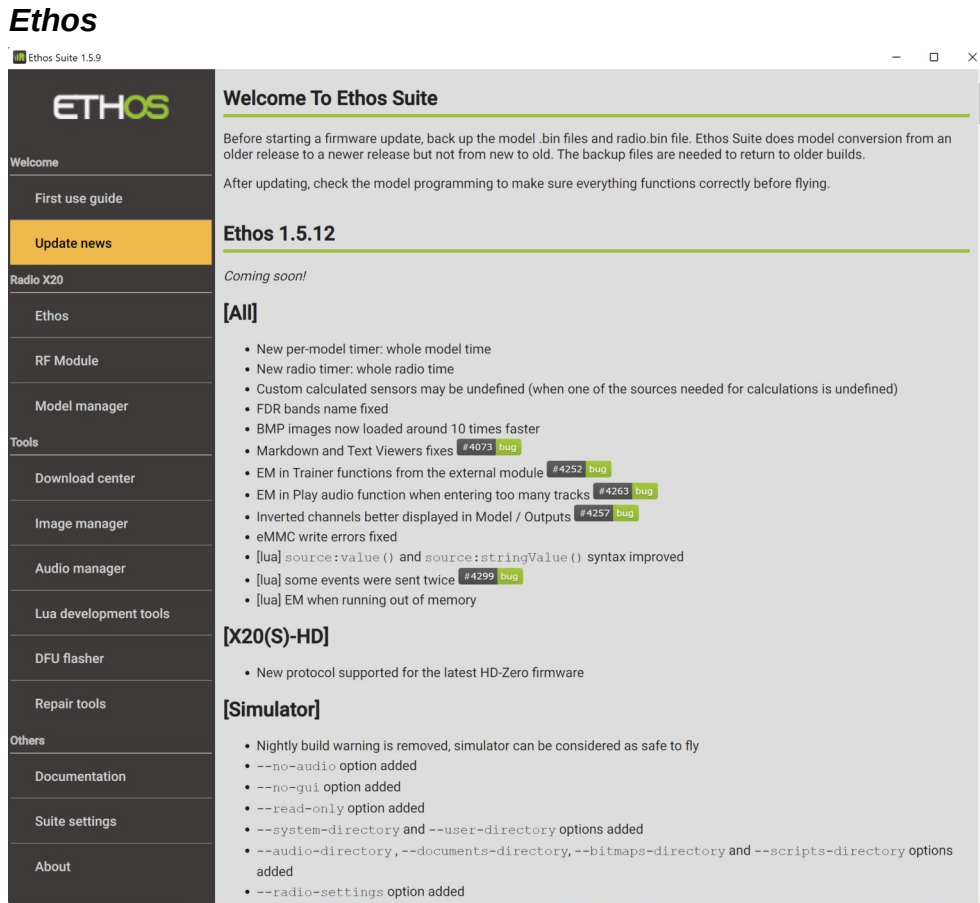 Ethos
Ethos Suite 1.5.9
ETHOS
Welcome
First use guide
Update news
Radio X20
Ethos
RF Module
Model manager
Tools
Download center
Image manager
Audio manager
Lua development tools
DFU flasher
Repair tools
Others
Documentation
Suite settings
About
Welcome To Ethos Suite
Before starting a firmware update, back up the model .bin files and radio.bin file. Ethos Suite does model conversion from an
older release to a newer release but not from new to old. The backup files are needed to return to older builds.
After updating, check the model programming to make sure everything functions correctly before flying.
Ethos 1.5.12
Coming soon!
[All]
• New per-model timer: whole model time
• New radio timer: whole radio time
• Custom calculated sensors may be undefined (when one of the sources needed for calculations is undefined)
• FDR bands name fixed
• BMP images now loaded around 10 times faster
• Markdown and Text Viewers fixes #4073 bug
• EM in Trainer functions from the external module #4252 bug
• EM in Play audio function when entering too many tracks #4263 bug
• Inverted channels better displayed in Model / Outputs #4257 bug
• eMMC write errors fixed
• [lua] source:value() and source:stringValue() syntax improved
• [lua] some events were sent twice #4299 bug
• [lua] EM when running out of memory
[X20(S)-HD]
• New protocol supported for the latest HD-Zero firmware
[Simulator]
• Nightly build warning is removed, simulator can be considered as safe to fly
• --no-audio option added
• --no-gui option added
• --read-only option added
• --system-directory and --user-directory options added
• --audio-directory, --documents-directory, --bitmaps-directory and --scripts-directory options
added
• --radio-settings option added